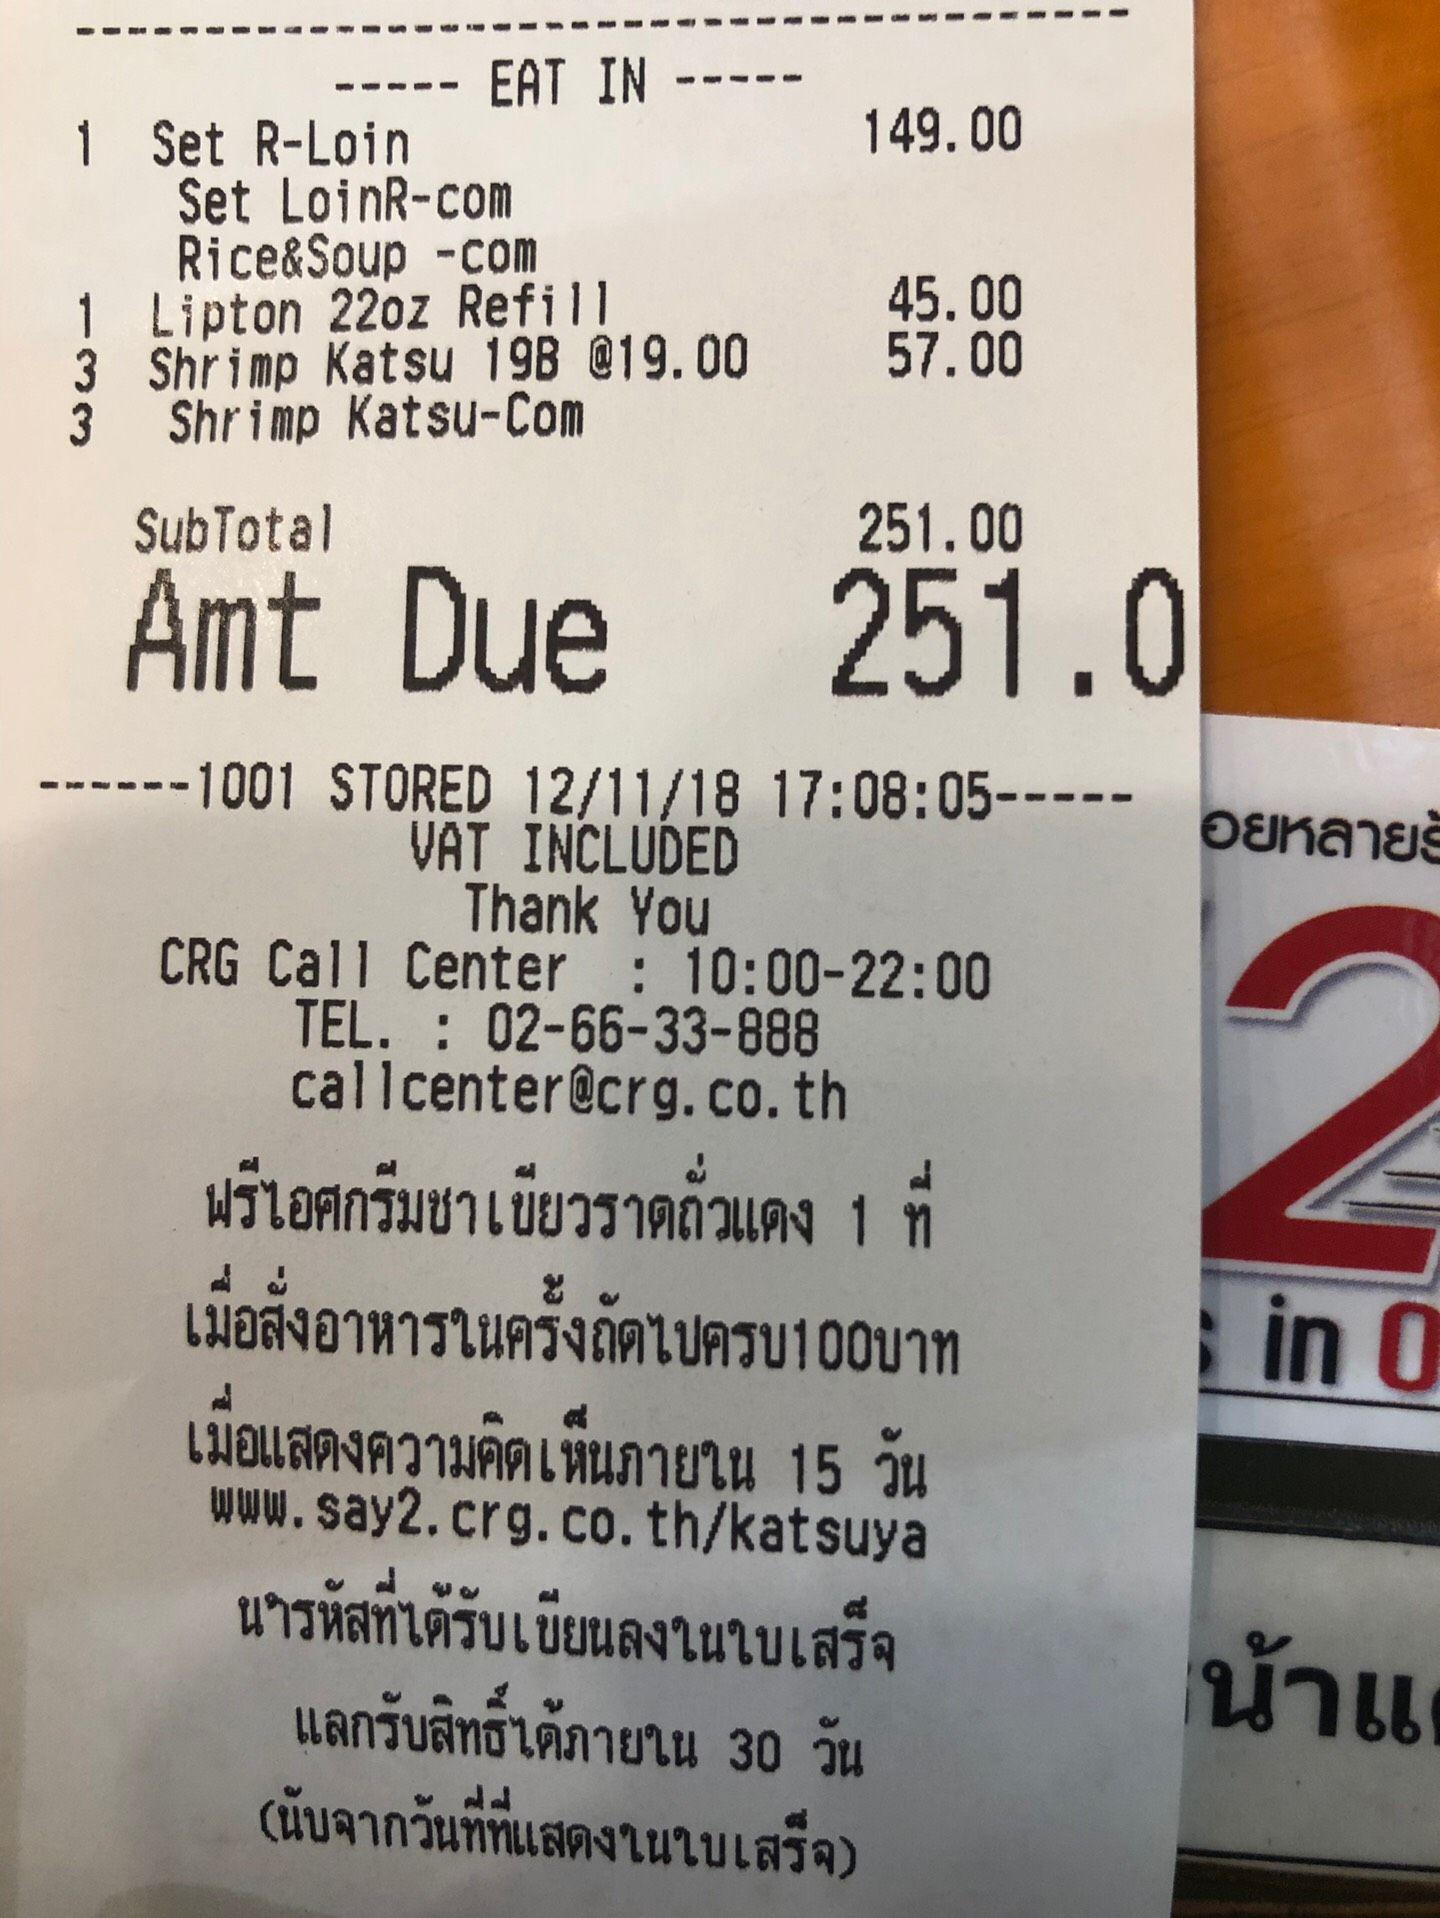 ----- EAT IN -----
1 Set R-Loin 149.00
Set LoinR-com
Rice&Soup -com
1 Lipton 22oz Refill 45.00
3 Shrimp Katsu 19B @19.00 57.00
3 Shrimp Katsu-Com
SubTotal 251.00
Amt Due 251.0
------1001 STORED 12/11/18 17:08:05-----
VAT INCLUDED
Thank You
CRG Call Center : 10:00-22:00
TEL. : 02-66-33-888
callcenter@crg.co.th
ฟรีไอศกรีมชาเขียวราดถั่วแดง 1 ที่
เมื่อสั่งอาหารในครั้งถัดไปครบ100บาท
เมื่อแสดงความคิดเห็นภายใน 15 วัน
www.say2.crg.co.th/katsuya
นำรหัสที่ได้รับเขียนลงในใบเสร็จ
แลกรับสิทธิ์ได้ภายใน 30 วัน
(นับจากวันที่ที่แสดงในใบเสร็จ)
อยหลายร้
2
s in
น้าแ